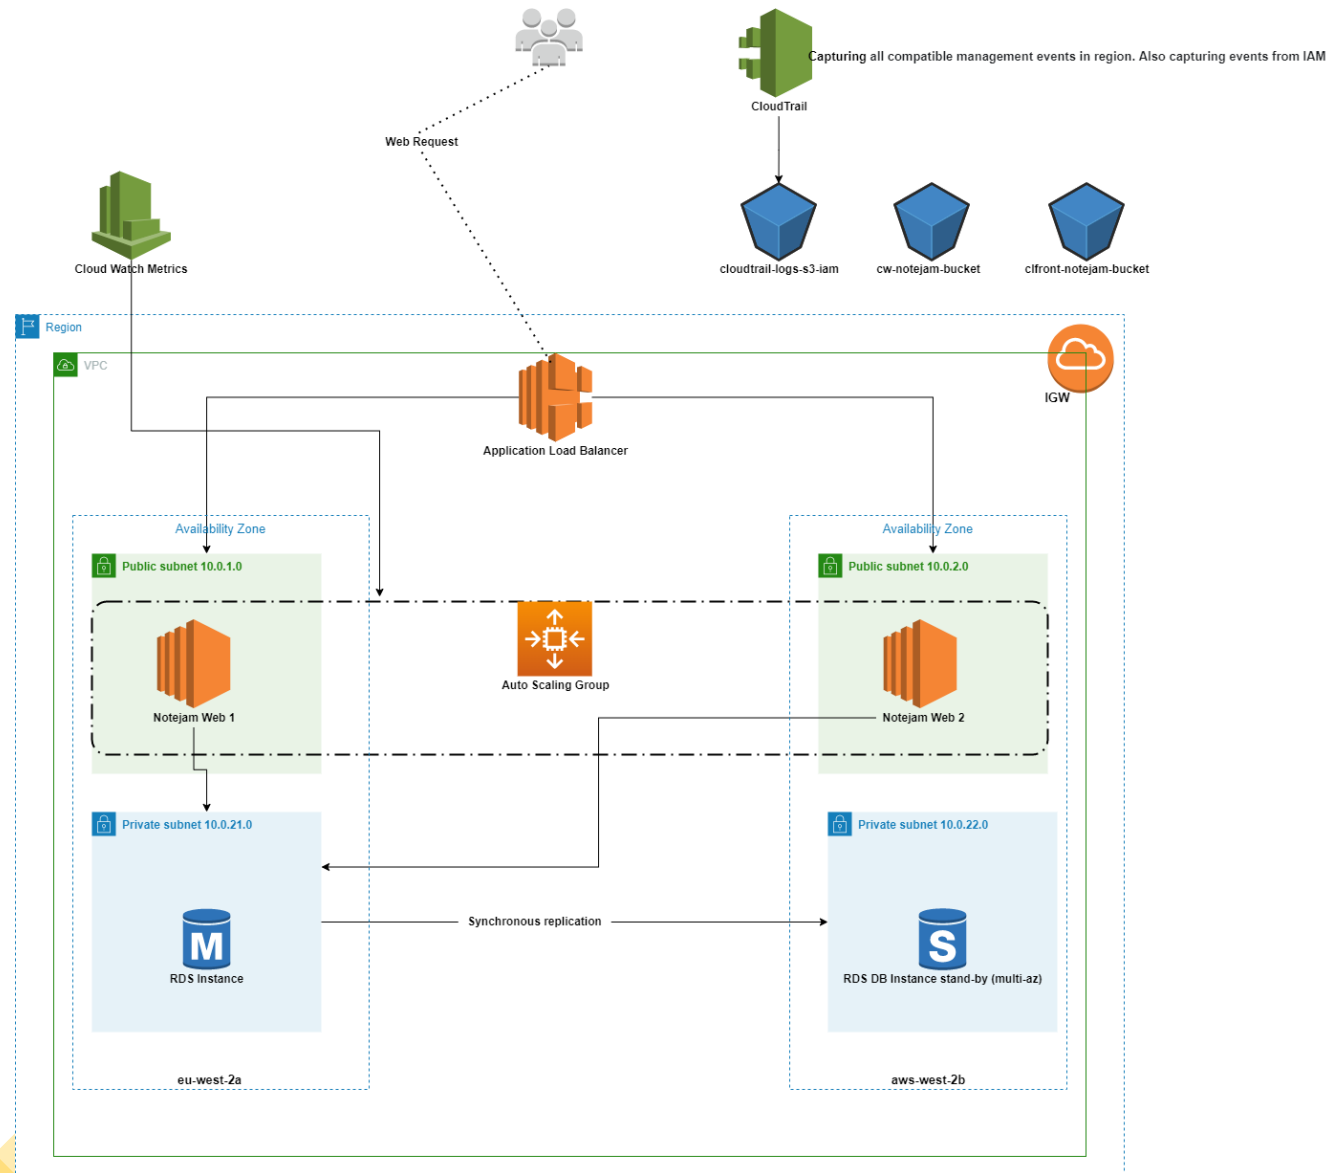 Capturing all compatible management events in region. Also capturing events from IAM
CloudTrail
Web Request
Cloud Watch Metrics
cloudtrail-logs-s3-iam
cw-notejam-bucket
clfront-notejam-bucket
Region
VPC
IGW
Application Load Balancer
Availability Zone
Availability Zone
Public subnet 10.0.1.0
Public subnet 10.0.2.0
Auto Scaling Group
Notejam Web 1
Notejam Web 2
Private subnet 10.0.21.0
Private subnet 10.0.22.0
Synchronous replication
M
S
RDS Instance
RDS DB Instance stand-by (multi-az)
eu-west-2a
aws-west-2b